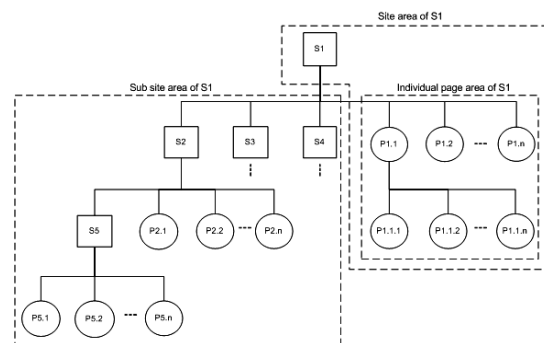 Site area of S1
S1
Sub site area of S1
Individual page area of S1
S2
S3
S4
P1.1
P1.2
P1.n
S5
P2.1
P2.2
P2.n
P1.1.1
P1.1.2
P1.1.n
P5.1
P5.2
P5.n